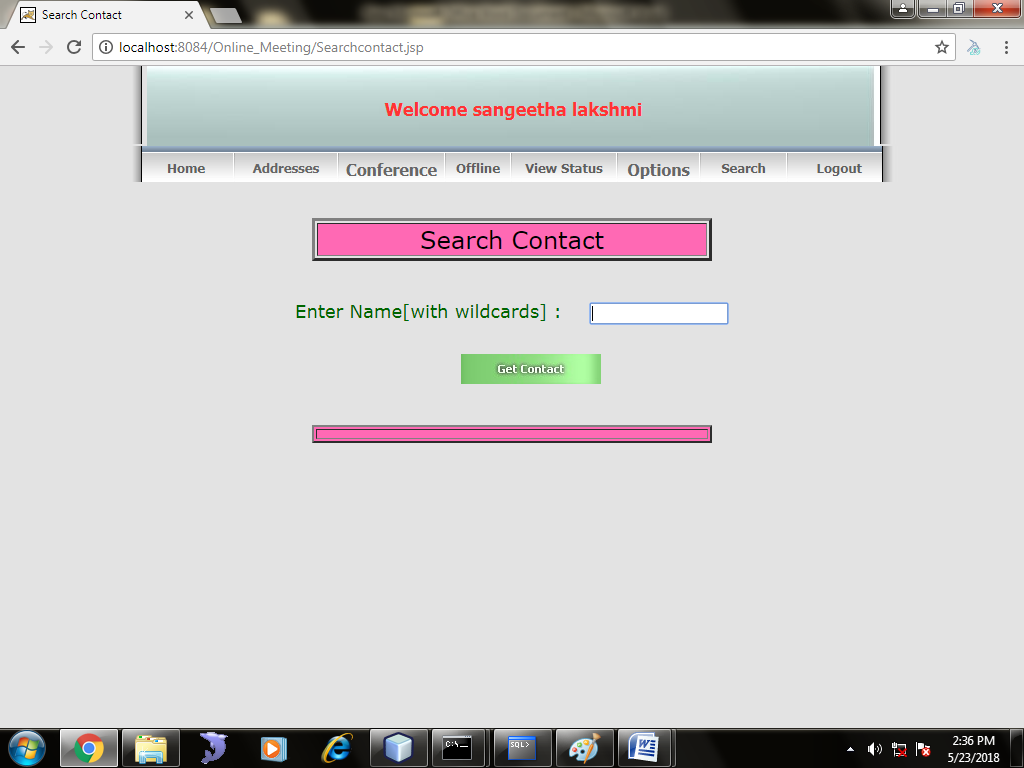 Search Contact
localhost:8084/Online_Meeting/Searchcontact.jsp
Welcome sangeetha lakshmi
Home Addresses Conference Offline View Status Options Search Logout
Search Contact
Enter Name[with wildcards] :
Get Contact
C:\_
SQL>
2:36 PM
5/23/2018